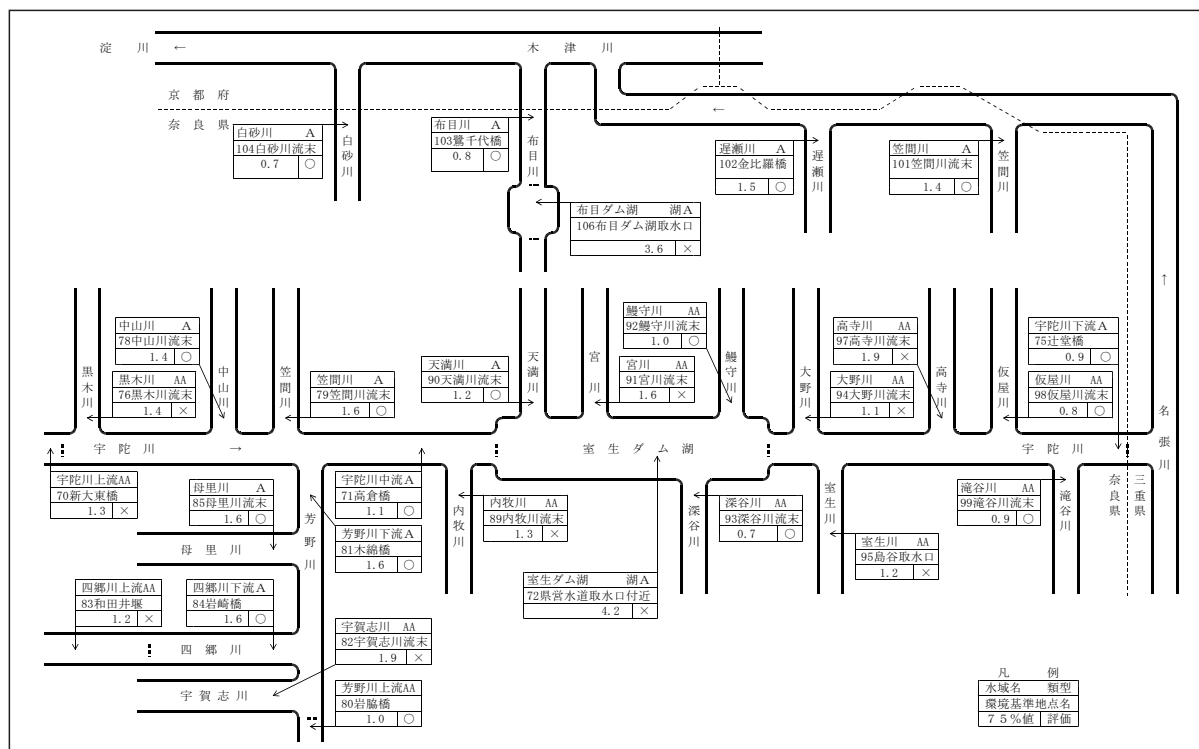 淀川 ←
木津川
京都府
奈良県
←
白砂川 A
104白砂川流末
0.7 ○
白砂川
布目川 A
103鷺千代橋
0.8 ○
布目川
遅瀬川 A
102金比羅橋
1.5 ○
遅瀬川
笠間川 A
101笠間川流末
1.4 ○
笠間川
布目ダム湖 湖A
106布目ダム湖取水口
3.6 ×
黒木川
中山川 A
78中山川流末
1.4 ○
黒木川 AA
76黒木川流末
1.4 ×
中山川
笠間川
笠間川 A
79笠間川流末
1.6 ○
天満川 A
90天満川流末
1.2 ○
天満川
宮川
鰻守川 AA
92鰻守川流末
1.0 ○
宮川 AA
91宮川流末
1.6 ×
鰻守川
大野川
高寺川 AA
97高寺川流末
1.9 ×
大野川 AA
94大野川流末
1.1 ×
高寺川
仮屋川
宇陀川下流A
75辻堂橋
0.9 ○
仮屋川 AA
98仮屋川流末
0.8 ○
↑
名張川
宇陀川 →
室生ダム湖
宇陀川
奈良県
三重県
宇陀川上流AA
70新大東橋
1.3 ×
母里川 A
85母里川流末
1.6 ○
芳野川
宇陀川中流A
71高倉橋
1.1 ○
芳野川下流A
81木綿橋
1.6 ○
内牧川
内牧川 AA
89内牧川流末
1.3 ×
深谷川
深谷川 AA
93深谷川流末
0.7 ○
室生川
室生川 AA
95島谷取水口
1.2 ×
滝谷川 AA
99滝谷川流末
0.9 ○
滝谷川
母里川
室生ダム湖 湖A
72県営水道取水口付近
4.2 ×
四郷川上流AA
83和田井堰
1.2 ×
四郷川下流A
84岩崎橋
1.6 ○
四郷川
宇賀志川 AA
82宇賀志川流末
1.9 ×
宇賀志川
芳野川上流AA
80岩脇橋
1.0 ○
凡例
水域名 類型
環境基準地点名
75%値 評価